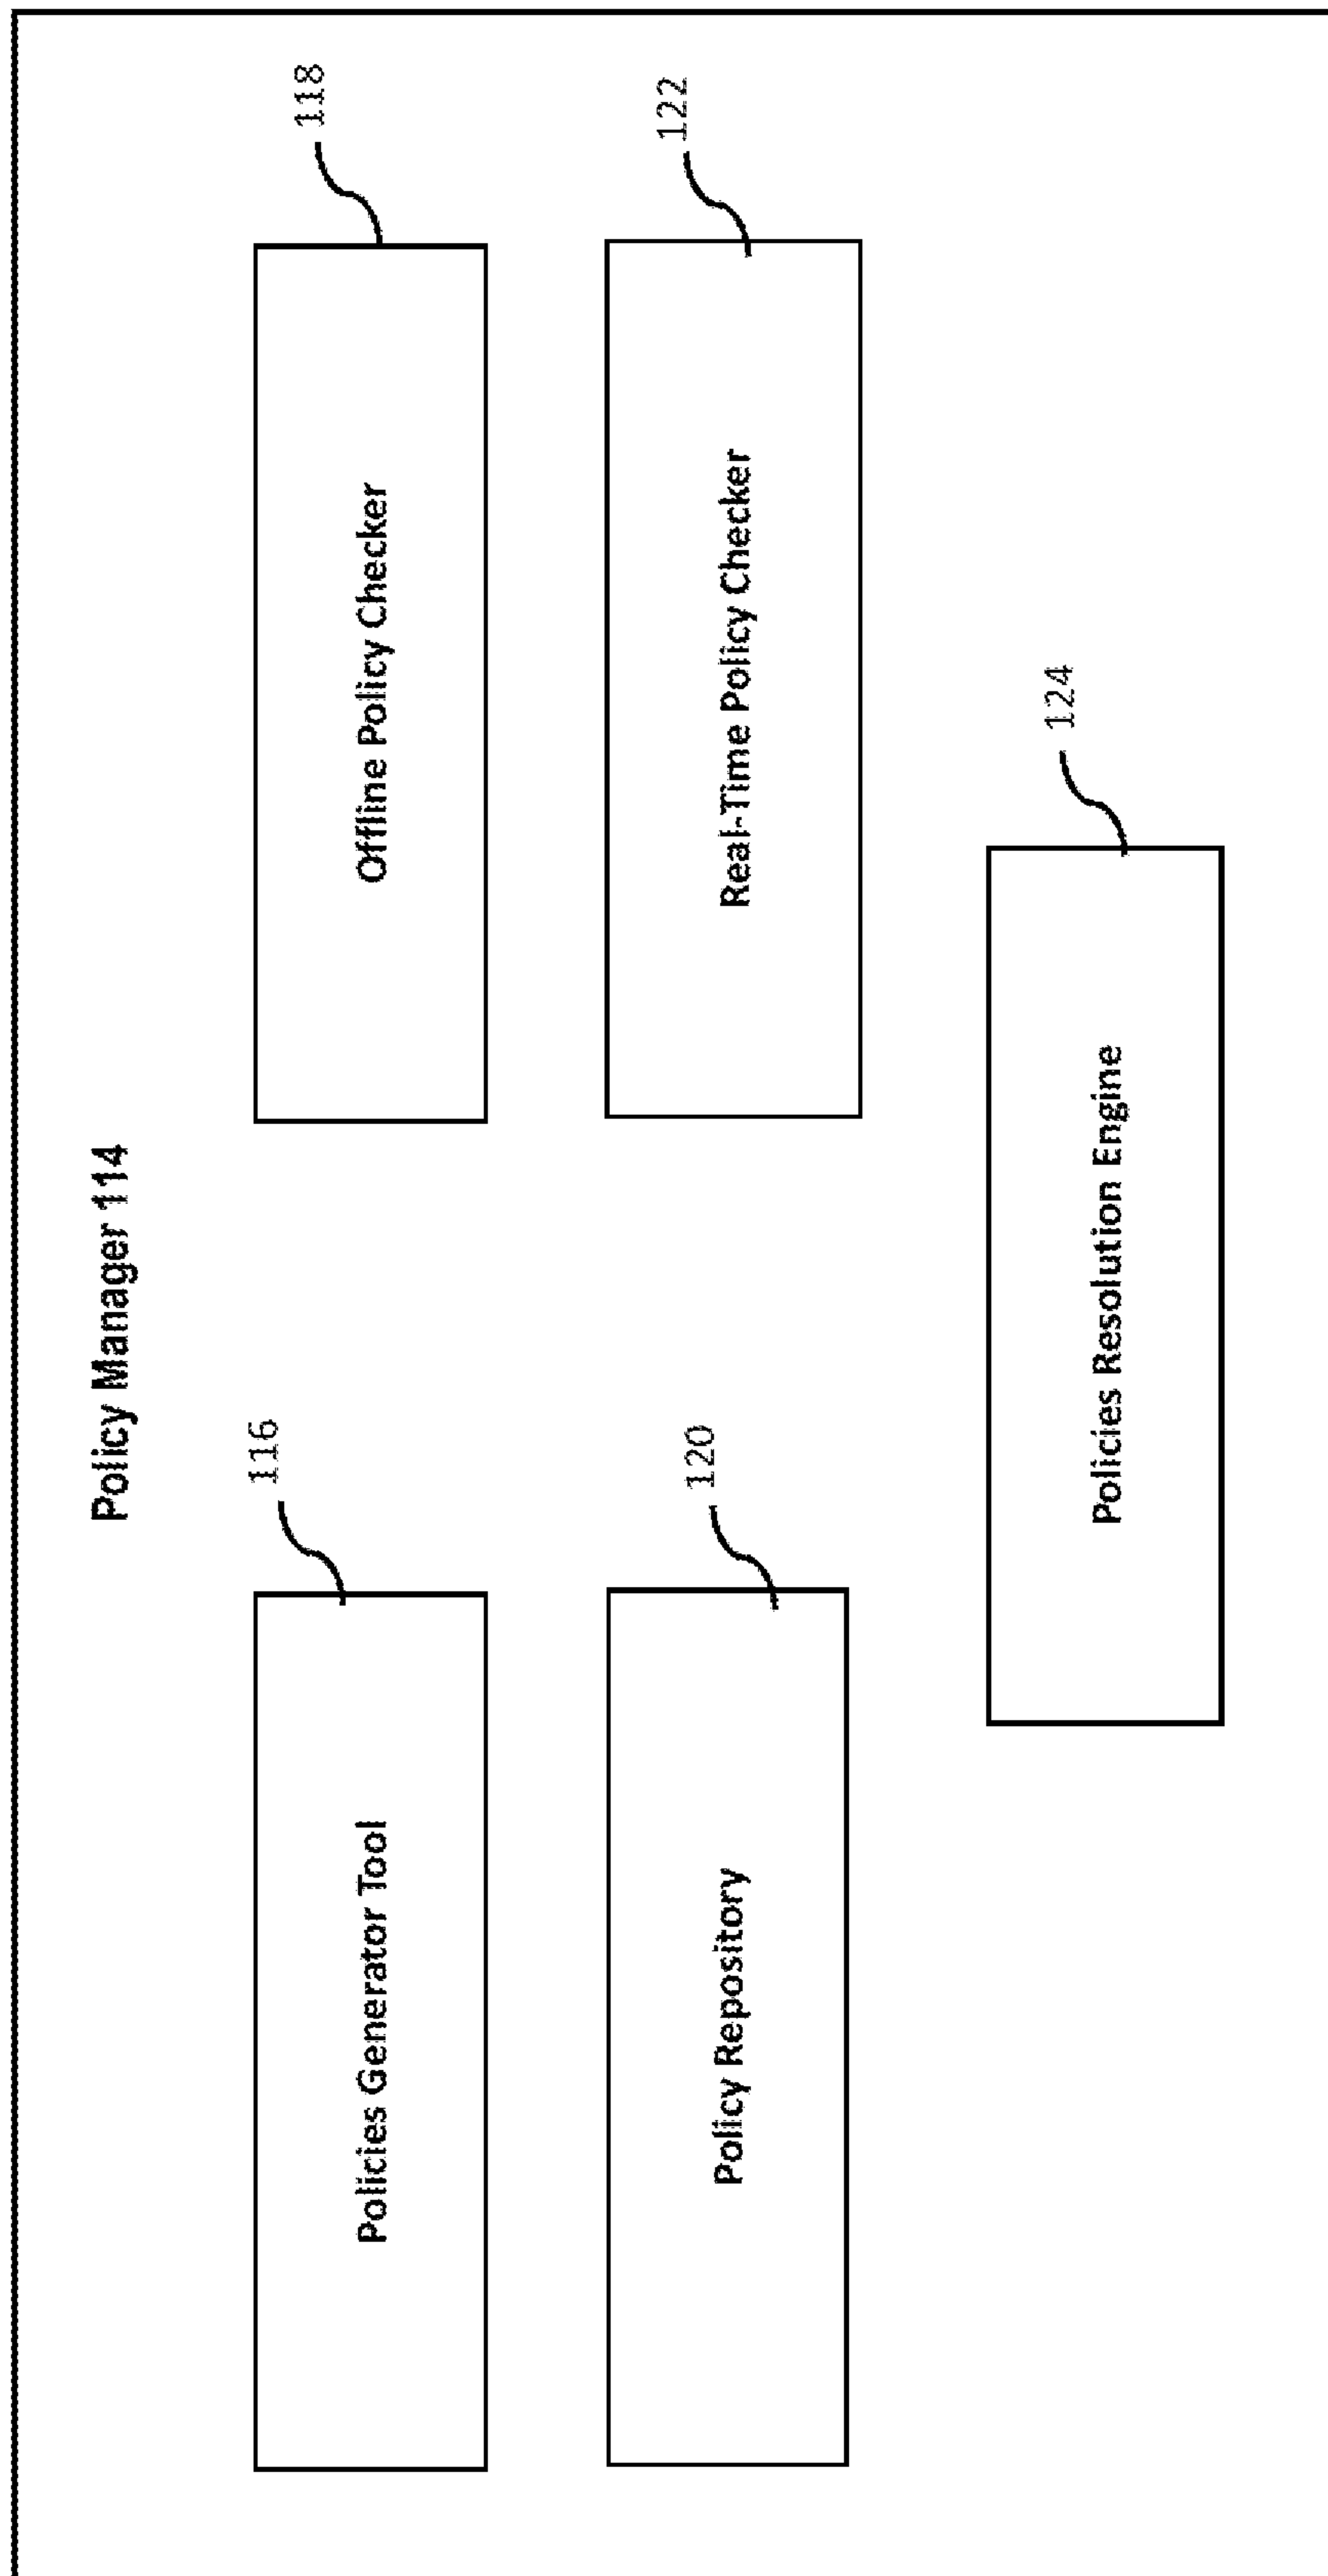 Policy Manager 114
116
Policies Generator Tool
118
Offline Policy Checker
120
Policy Repository
122
Real-Time Policy Checker
124
Policies Resolution Engine